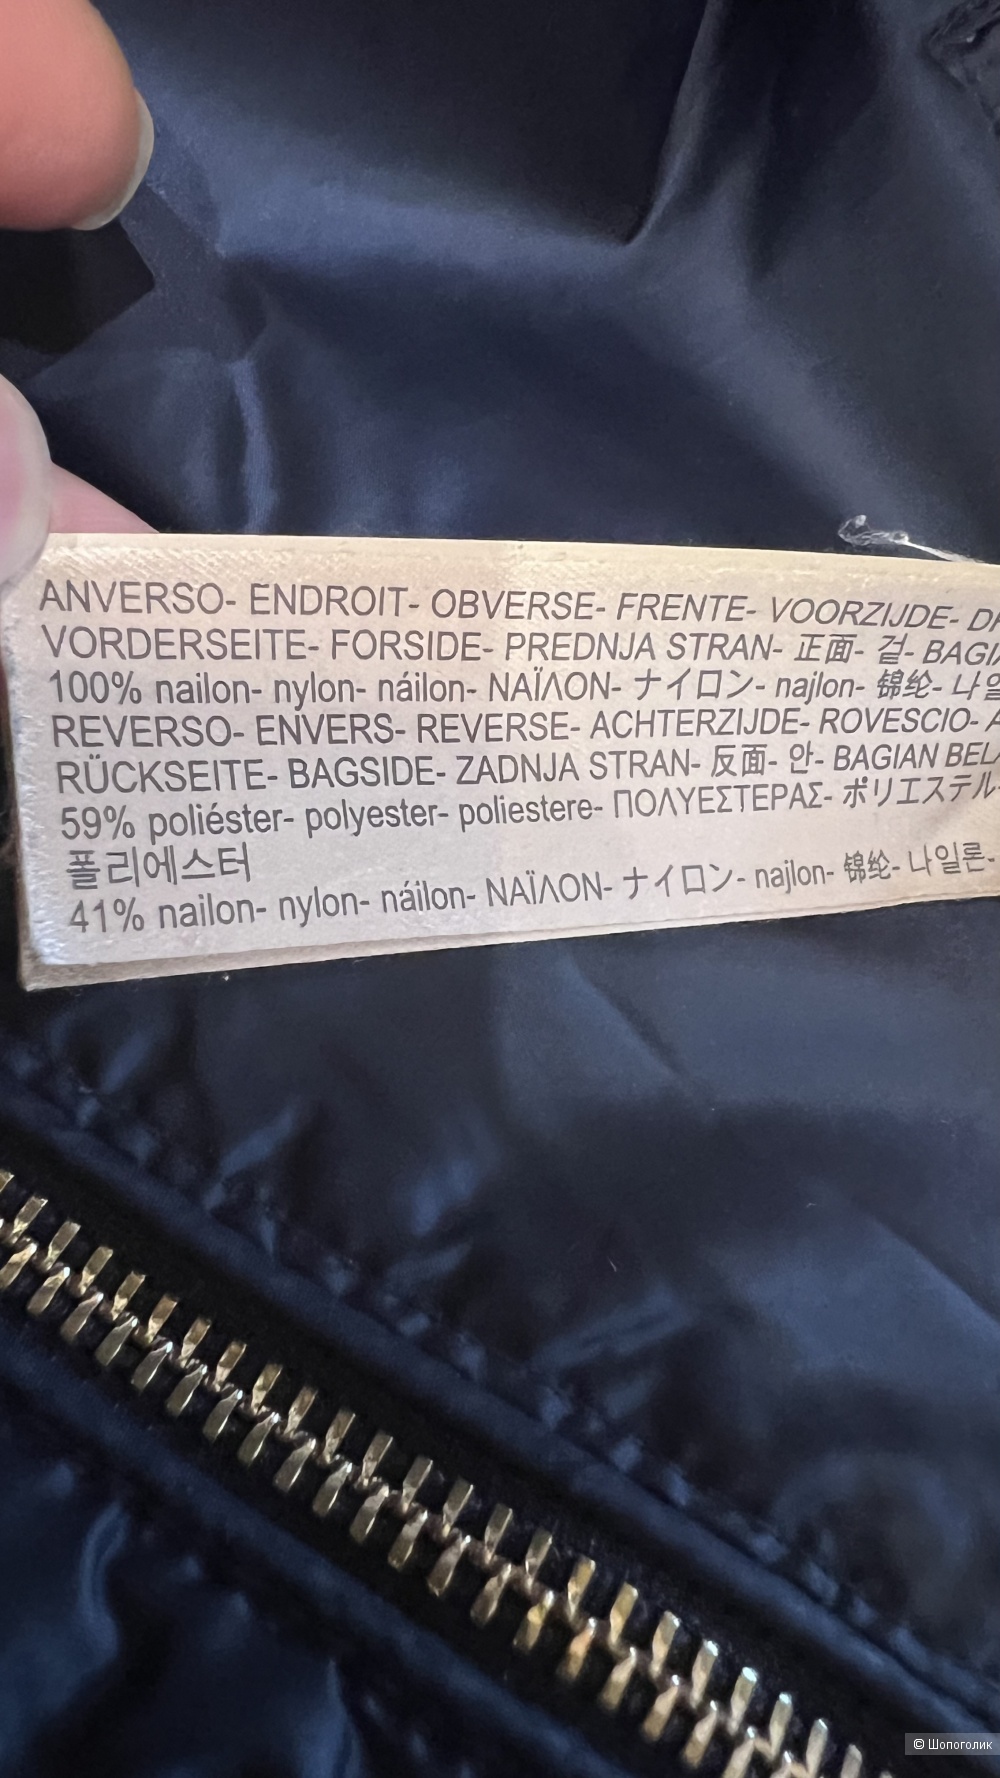 ANVERSO- ENDROIT- OBVERSE- FRENTE- VOORZIJDE-
VORDERSEITE- FORSIDE- PREDNJA STRAN- 正面- 겉-
100% nailon- nylon- náilon- ΝΑΪΛΟΝ- ナイロン- najlon- 锦纶-
REVERSO- ENVERS- REVERSE- ACHTERZIJDE- ROVESCIO-
RÜCKSEITE- BAGSIDE- ZADNJA STRAN- 反面- 안- BAGIAN
59% poliéster- polyester- poliestere- ΠΟΛΥΕΣΤΕΡΑΣ- ポリエステル-
폴리에스터
41% nailon- nylon- náilon- ΝΑΪΛΟΝ- ナイロン- najlon- 锦纶- 나일론-
© Шопоголик